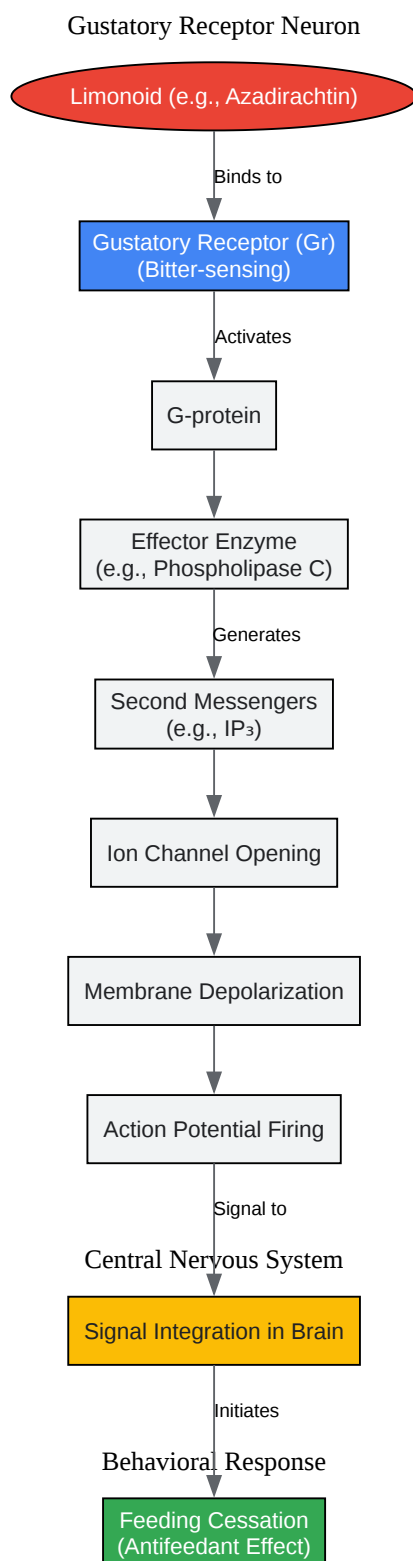 Gustatory Receptor Neuron
Limonoid (e.g., Azadirachtin)
Binds to
Gustatory Receptor (Gr)
(Bitter-sensing)
Activates
G-protein
Effector Enzyme
(e.g., Phospholipase C)
Generates
Second Messengers
(e.g., IP₃)
Ion Channel Opening
Membrane Depolarization
Action Potential Firing
Signal to
Central Nervous System
Signal Integration in Brain
Initiates
Behavioral Response
Feeding Cessation
(Antifeedant Effect)